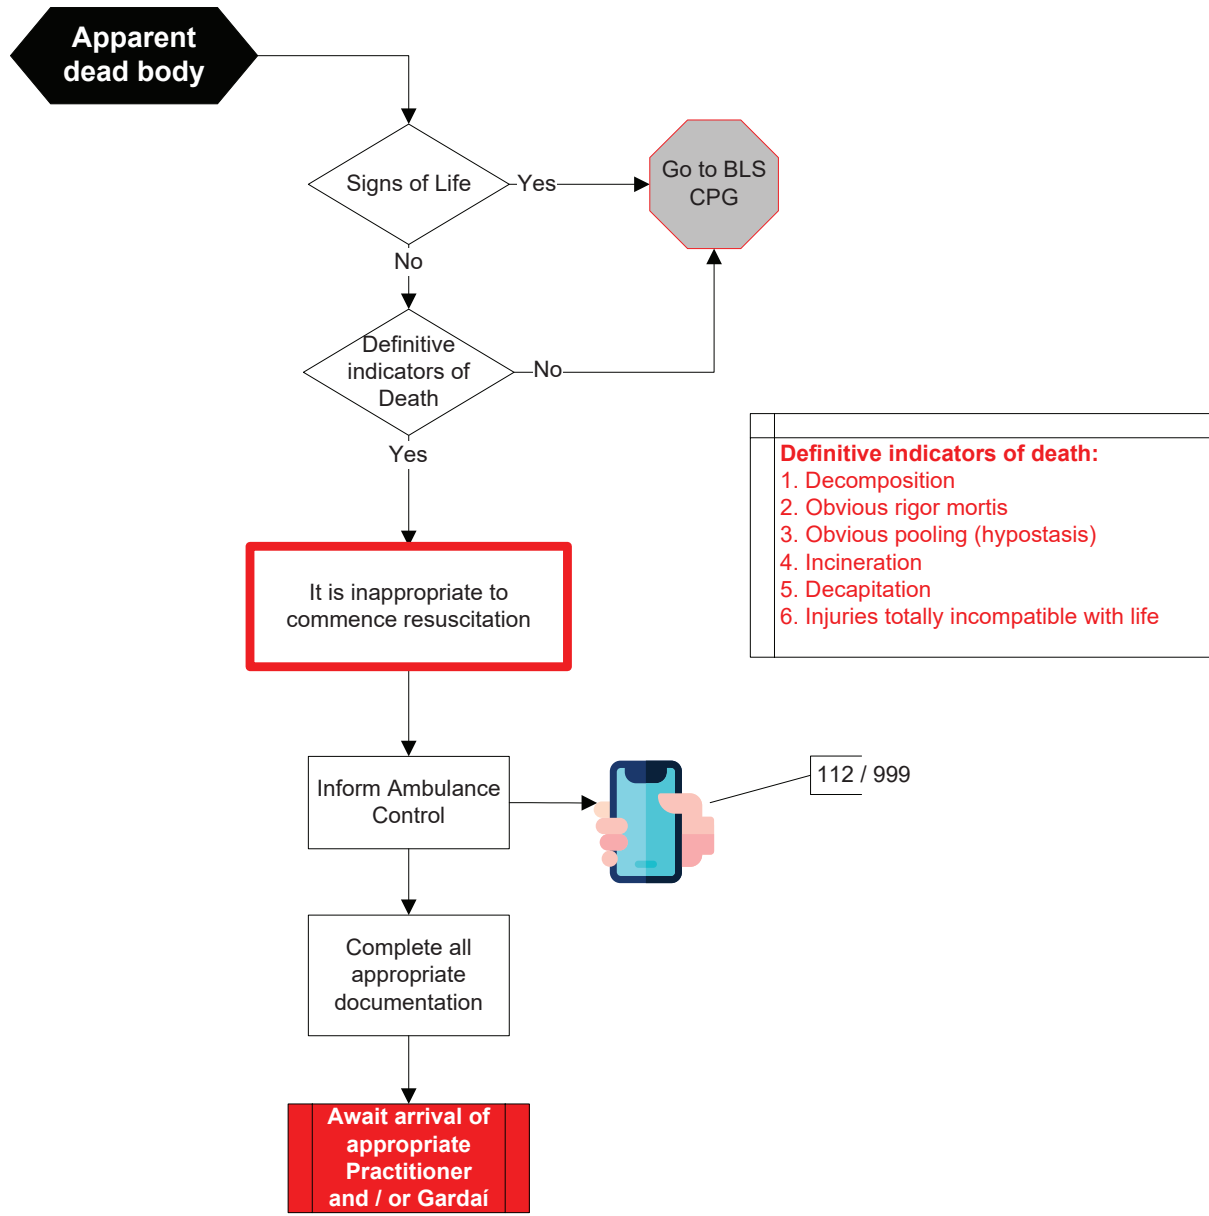 Apparent
dead body
Signs of Life
Yes
Go to BLS
CPG
No
Definitive
indicators of
Death
No
Yes
Definitive indicators of death:
1. Decomposition
2. Obvious rigor mortis
3. Obvious pooling (hypostasis)
4. Incineration
5. Decapitation
6. Injuries totally incompatible with life
It is inappropriate to
commence resuscitation
Inform Ambulance
Control
112 / 999
Complete all
appropriate
documentation
Await arrival of
appropriate
Practitioner
and / or Gardaí